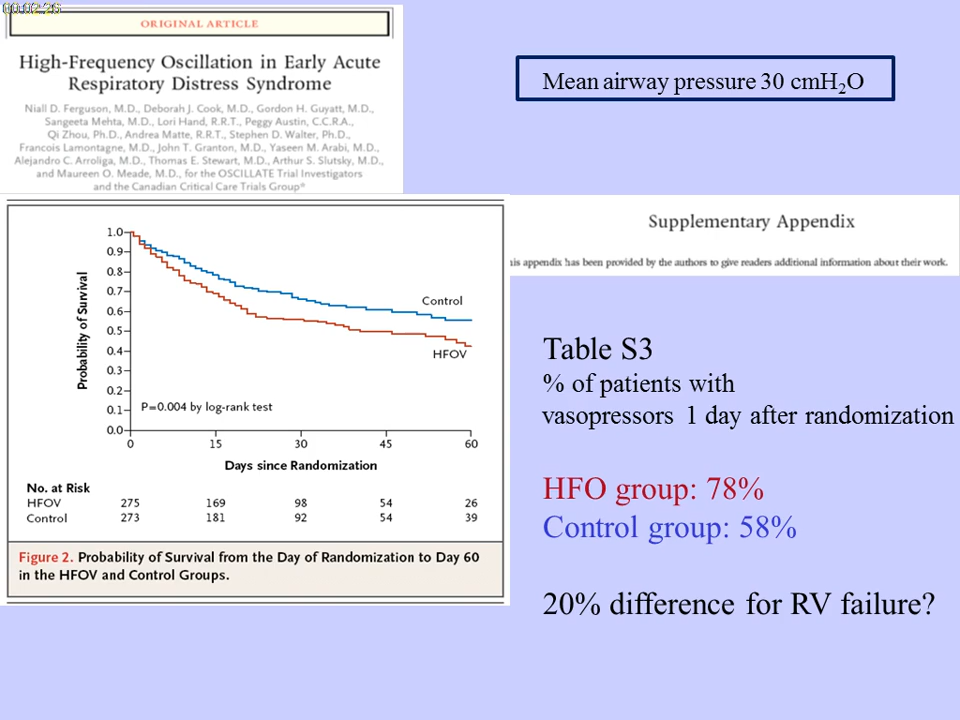 00:02:26
ORIGINAL ARTICLE
High-Frequency Oscillation in Early Acute
Respiratory Distress Syndrome
Niall D. Ferguson, M.D., Deborah J. Cook, M.D., Gordon H. Guyatt, M.D.,
Sangeeta Mehta, M.D., Lori Hand, R.R.T., Peggy Austin, C.C.R.A.,
Qi Zhou, Ph.D., Andrea Matte, R.R.T., Stephen D. Walter, Ph.D.,
Francois Lamontagne, M.D., John T. Granton, M.D., Yaseen M. Arabi, M.D.,
Alejandro C. Arroliga, M.D., Thomas E. Stewart, M.D., Arthur S. Slutsky, M.D.,
and Maureen O. Meade, M.D., for the OSCILLATE Trial Investigators
and the Canadian Critical Care Trials Group*
Mean airway pressure 30 cmH2O
Supplementary Appendix
his appendix has been provided by the authors to give readers additional information about their work.
Probability of Survival
1.0
0.9
0.8
0.7
0.6
0.5
0.4
0.3
0.2
0.1
0.0
Control
HFOV
P=0.004 by log-rank test
0 15 30 45 60
Days since Randomization
No. at Risk
HFOV 275 169 98 54 26
Control 273 181 92 54 39
Figure 2. Probability of Survival from the Day of Randomization to Day 60
in the HFOV and Control Groups.
Table S3
% of patients with
vasopressors 1 day after randomization
HFO group: 78%
Control group: 58%
20% difference for RV failure?